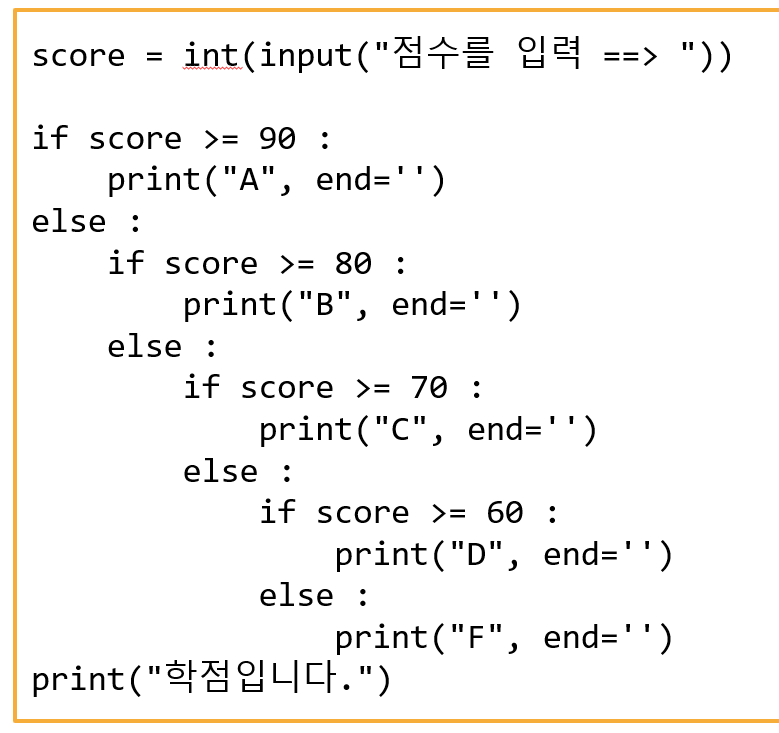 score = int(input("점수를 입력 ==> "))
if score >= 90 :
    print("A", end='')
else :
    if score >= 80 :
        print("B", end='')
    else :
        if score >= 70 :
            print("C", end='')
        else :
            if score >= 60 :
                print("D", end='')
            else :
                print("F", end='')
print("학점입니다.")